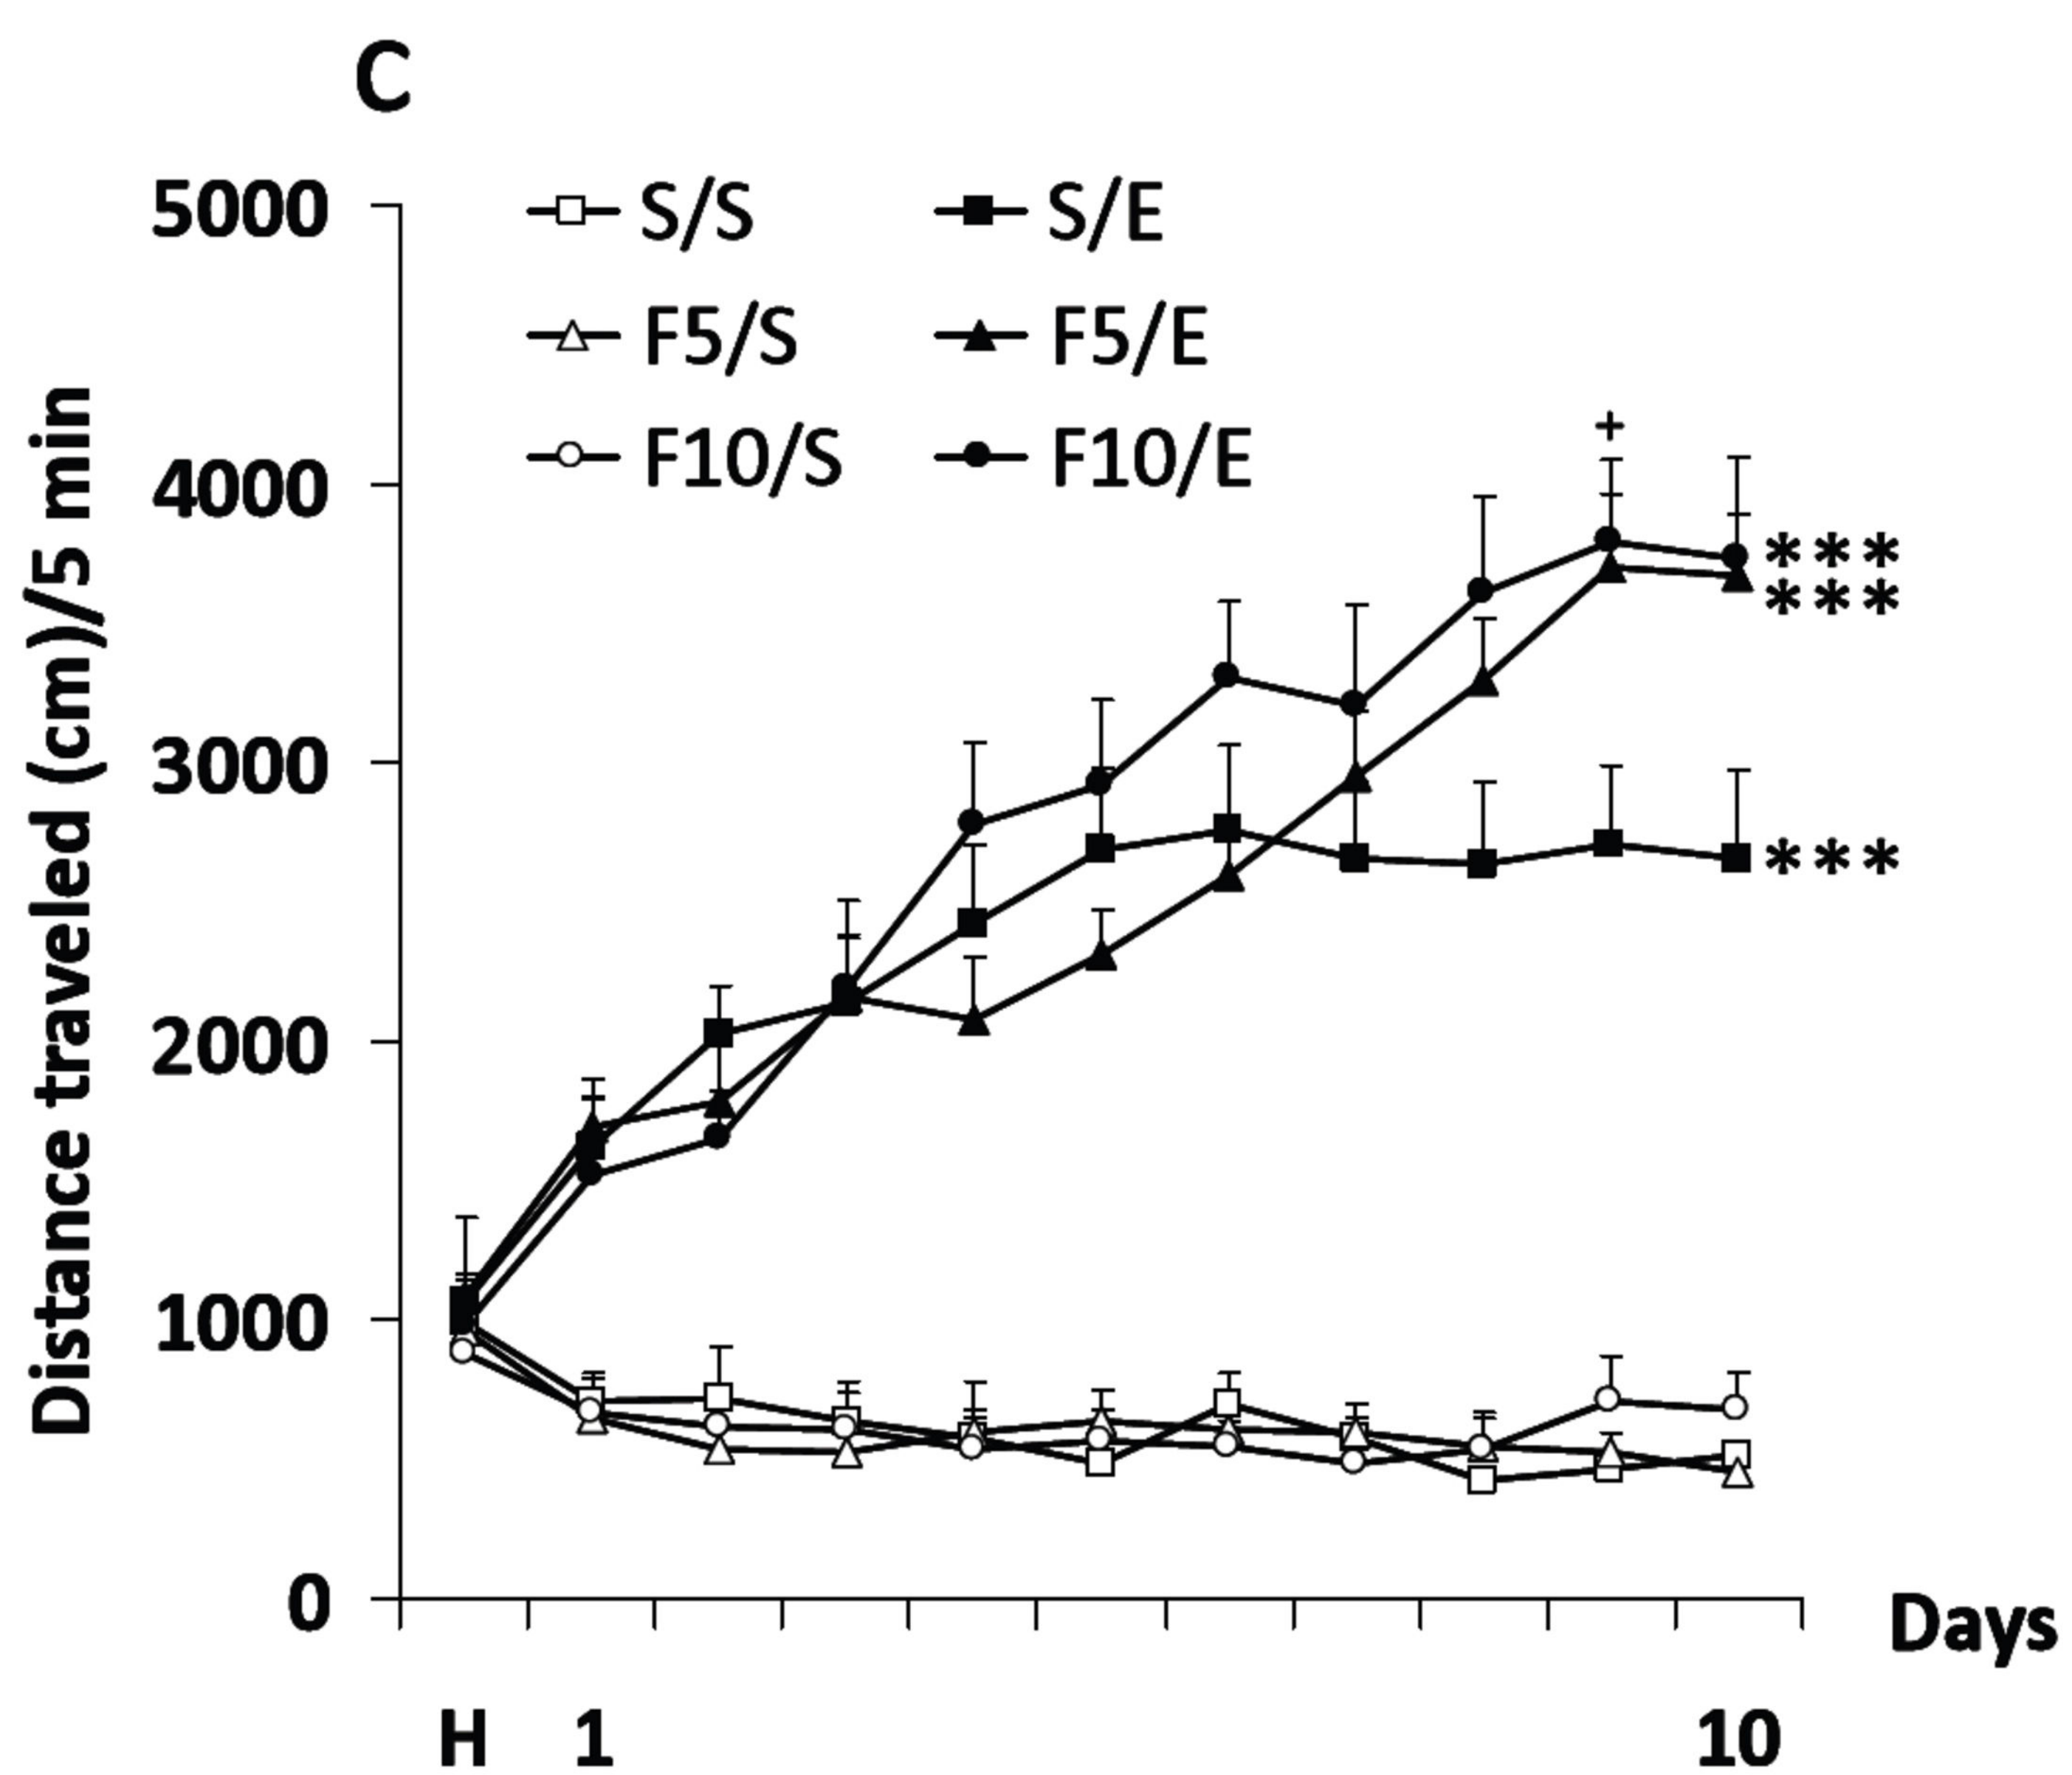 C
5000
4000
3000
2000
1000
0
Distance traveled (cm)/5 min
S/S
S/E
F5/S
F5/E
F10/S
F10/E
+
***
***
***
H 1 10
Days